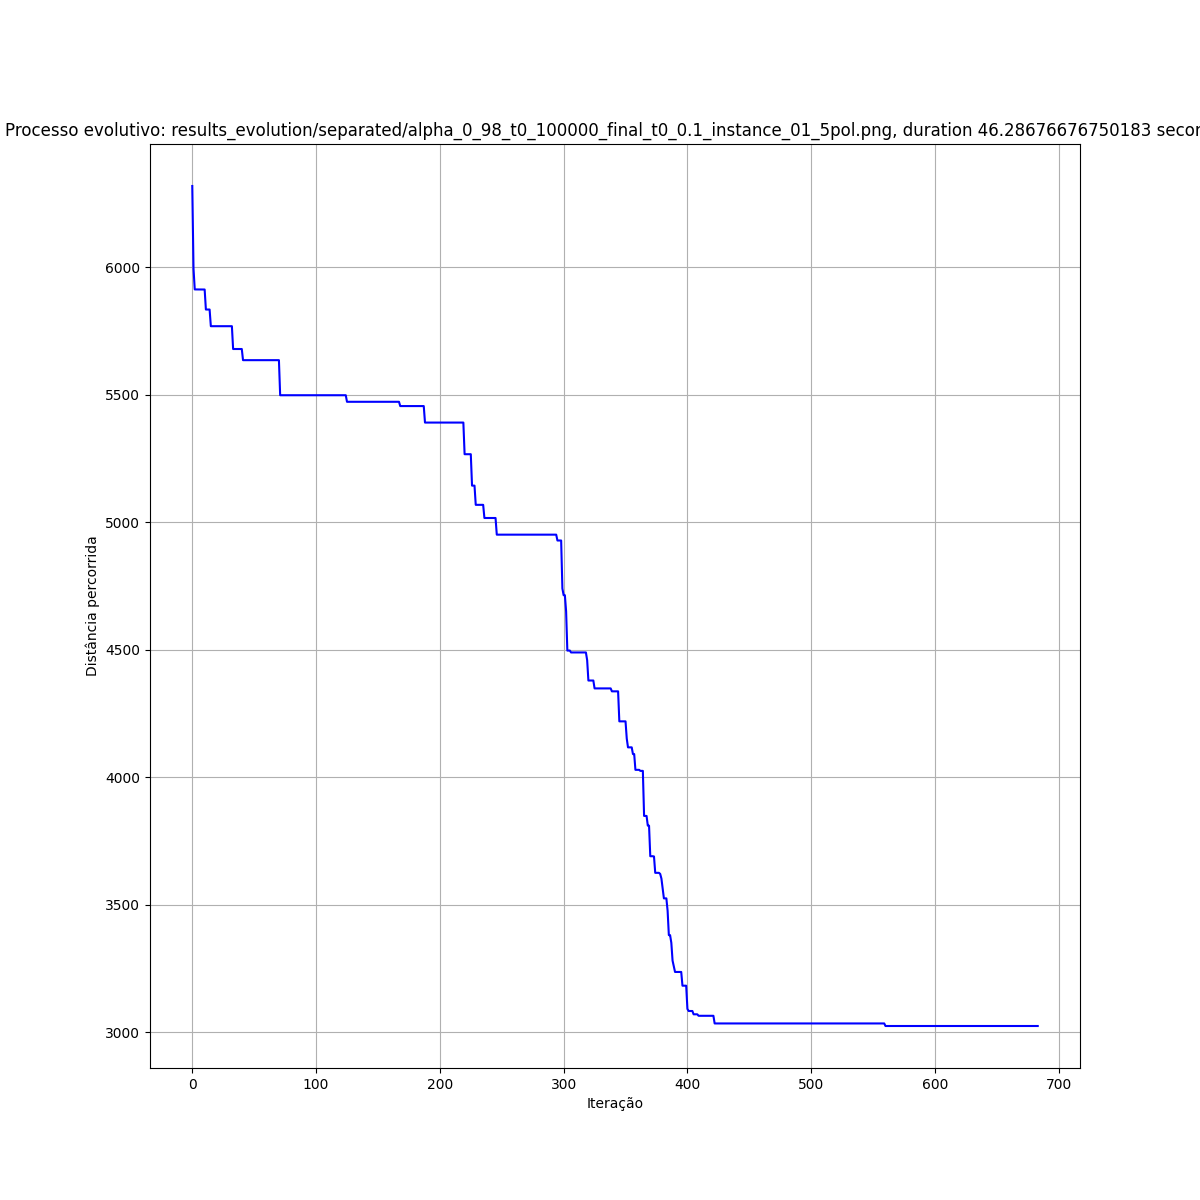 Processo evolutivo: results_evolution/separated/alpha_0_98_t0_100000_final_t0_0.1_instance_01_5pol.png, duration 46.28676676750183 secon
6000
5500
5000
4500
4000
3500
3000
Distância percorrida
0 100 200 300 400 500 600 700
Iteração